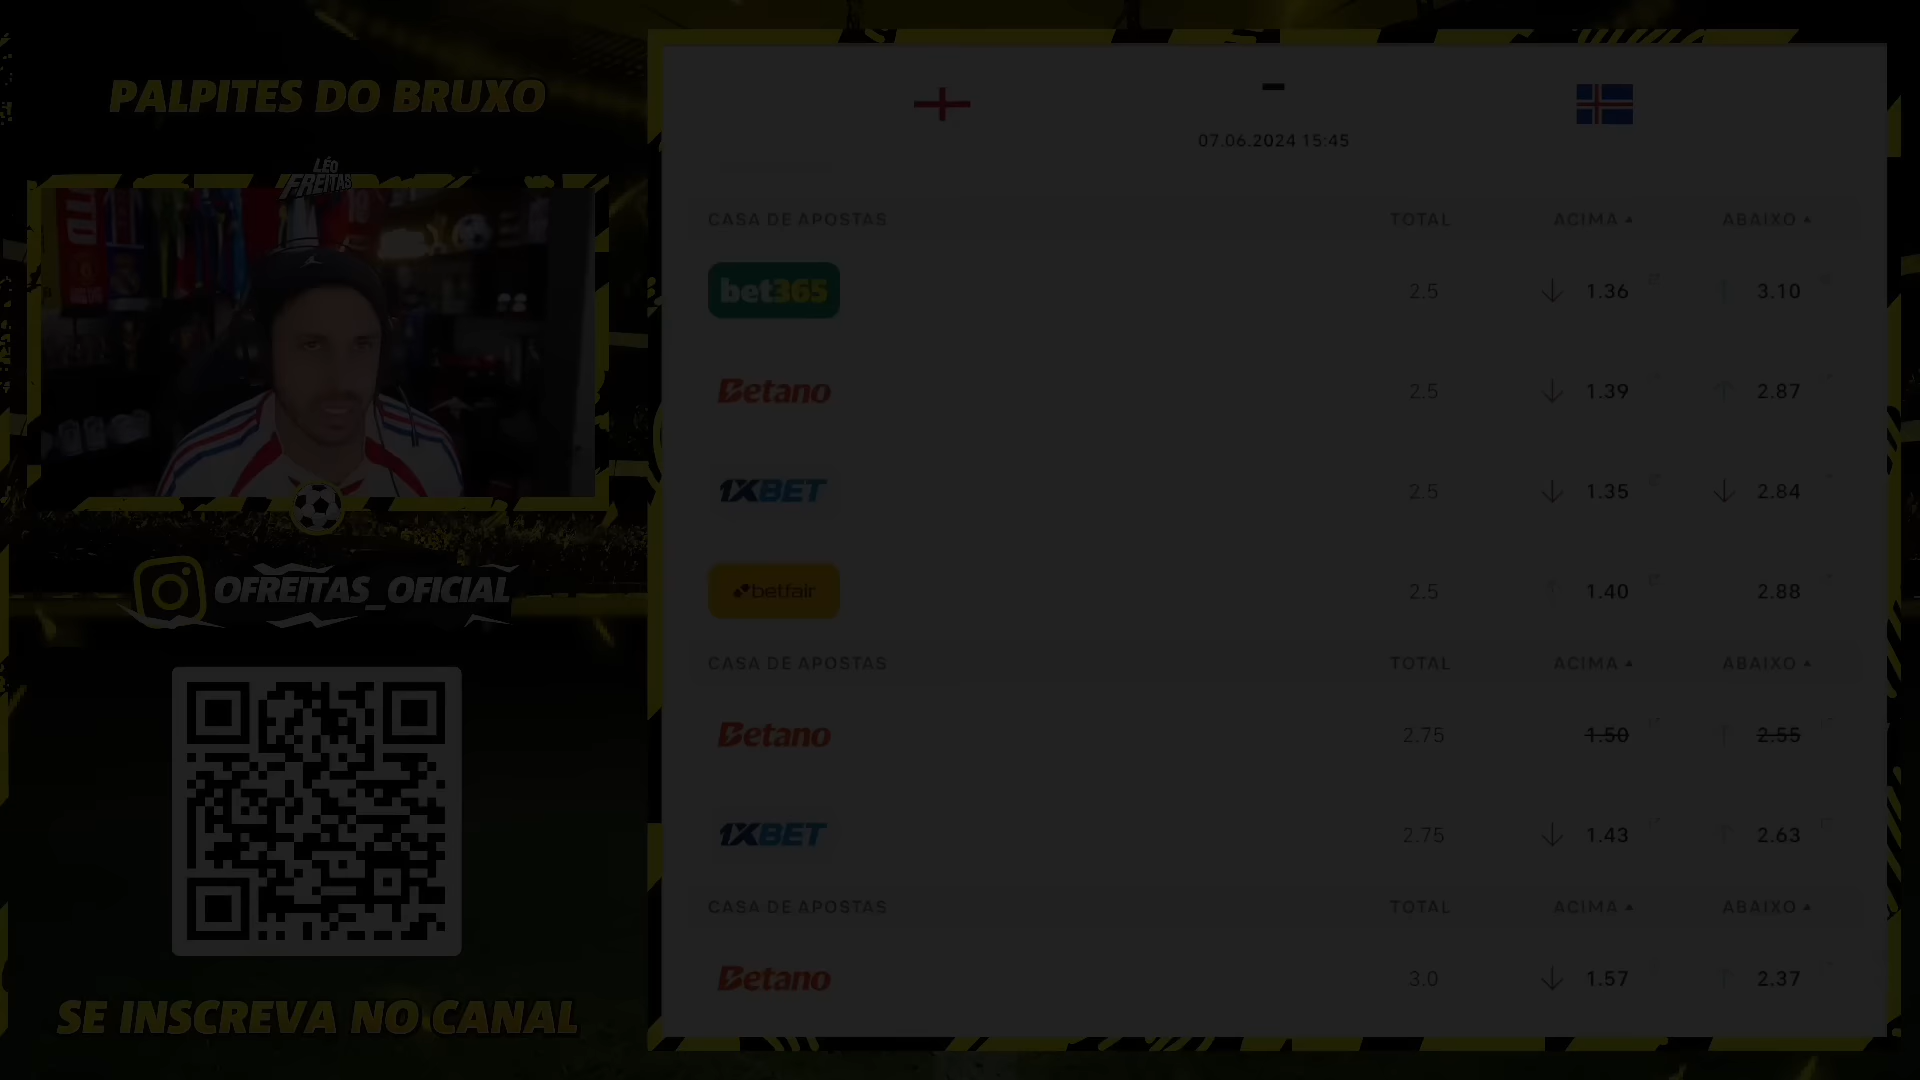 PALPITES DO BRUXO
LÉO
FREITAS
OFREITAS_OFICIAL
SE INSCREVA NO CANAL
07.06.2024 15:45
CASA DE APOSTAS TOTAL ACIMA ABAIXO
bet365 2.5 1.36 3.10
Betano 2.5 1.39 2.87
1XBET 2.5 1.35 2.84
betfair 2.5 1.40 2.88
CASA DE APOSTAS TOTAL ACIMA ABAIXO
Betano 2.75 1.50 2.55
1XBET 2.75 1.43 2.63
CASA DE APOSTAS TOTAL ACIMA ABAIXO
Betano 3.0 1.57 2.37